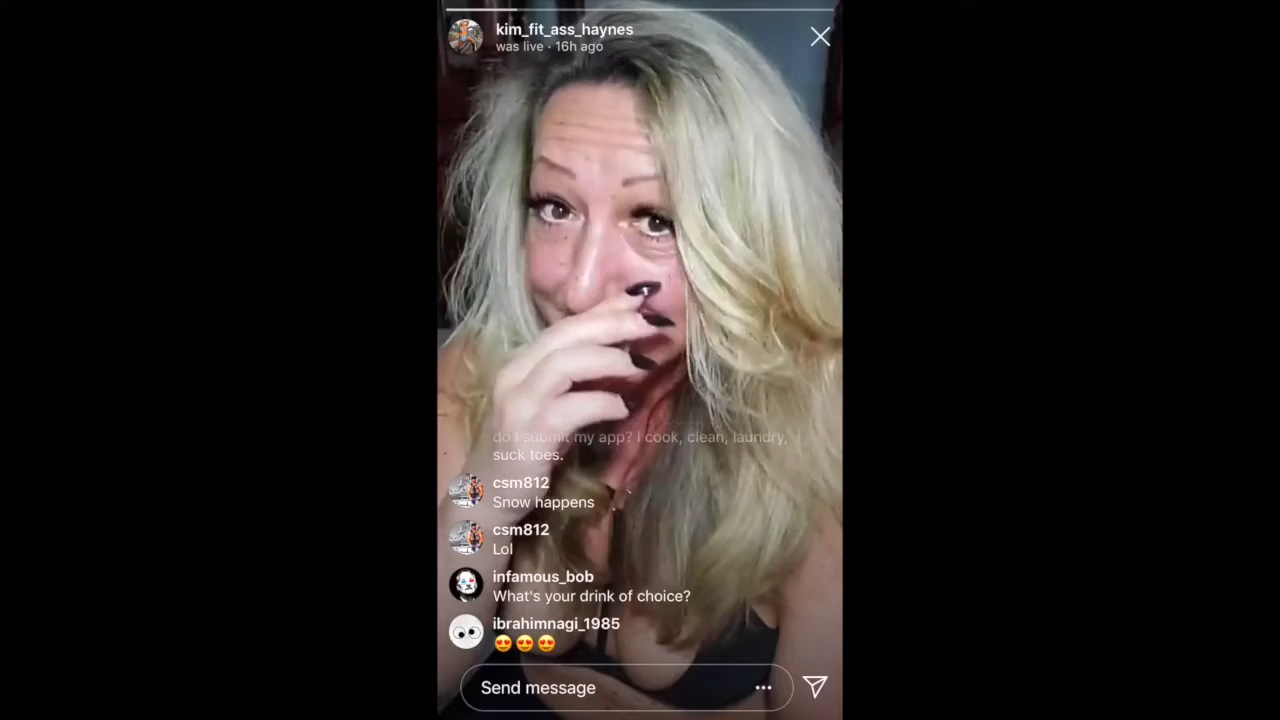 kim_fit_ass_haynes
was live · 16h ago
do I submit my app? I cook, clean, laundry,
suck toes.
csm812
Snow happens
csm812
Lol
infamous_bob
What's your drink of choice?
ibrahimnagi_1985
😍😍😍
Send message